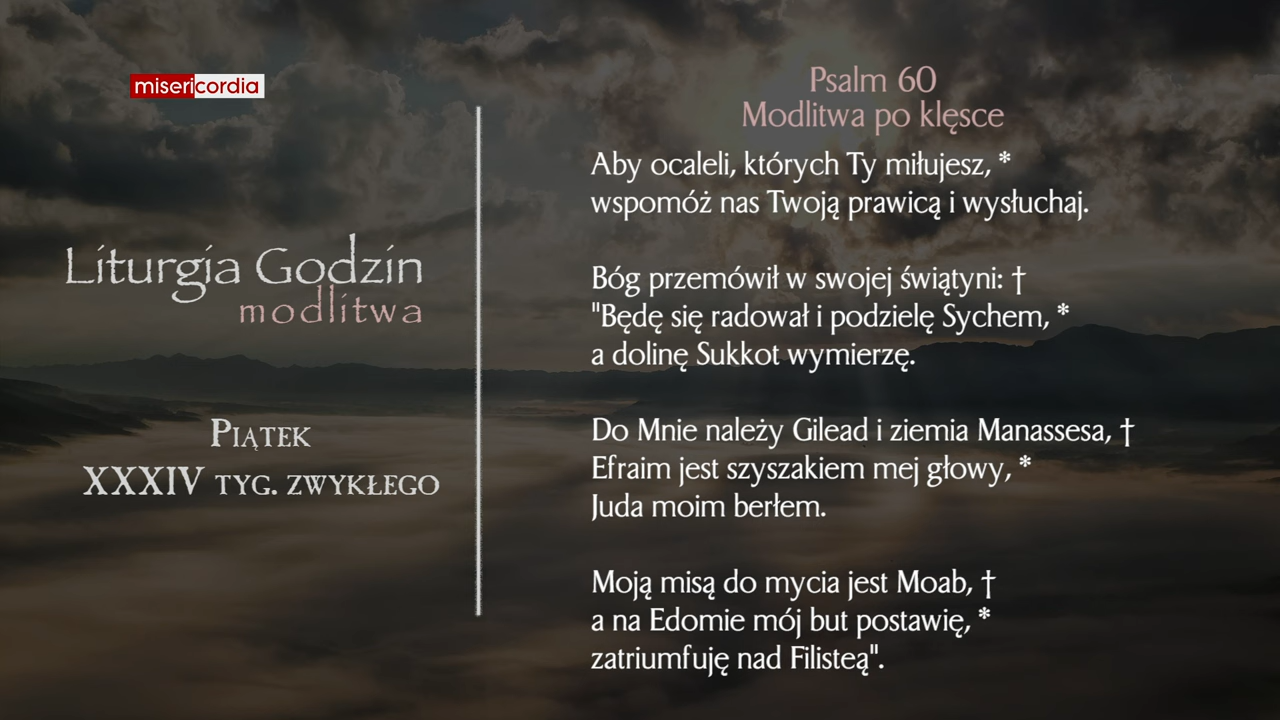 misericordia
Liturgia Godzin
modlitwa
Piątek
XXXIV tyg. zwykłego
Psalm 60
Modlitwa po klęsce
Aby ocaleli, których Ty miłujesz, *
wspomóż nas Twoją prawicą i wysłuchaj.
Bóg przemówił w swojej świątyni: †
"Będę się radował i podzielę Sychem, *
a dolinę Sukkot wymierzę.
Do Mnie należy Gilead i ziemia Manassesa, †
Efraim jest szyszakiem mej głowy, *
Juda moim berłem.
Moją misą do mycia jest Moab, †
a na Edomie mój but postawię, *
zatriumfuję nad Filisteą".